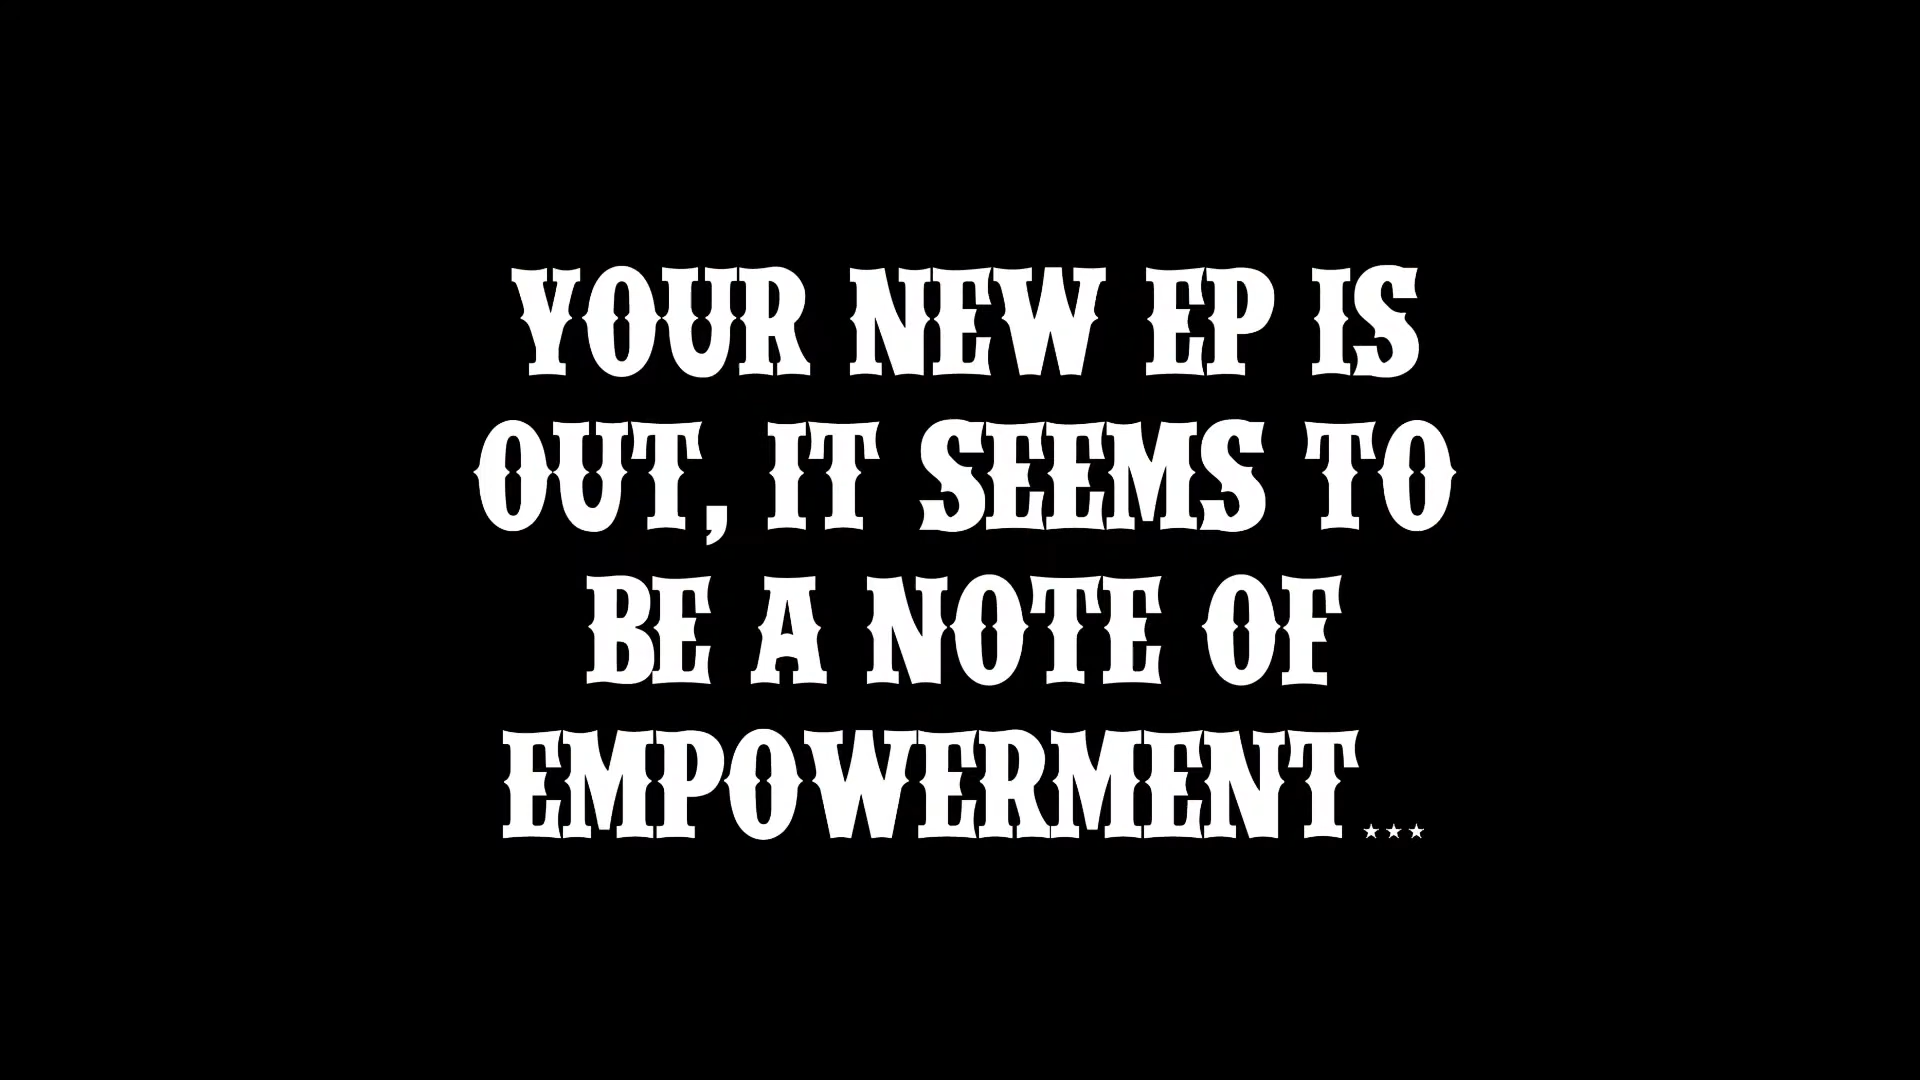 YOUR NEW EP IS
OUT, IT SEEMS TO
BE A NOTE OF
EMPOWERMENT...